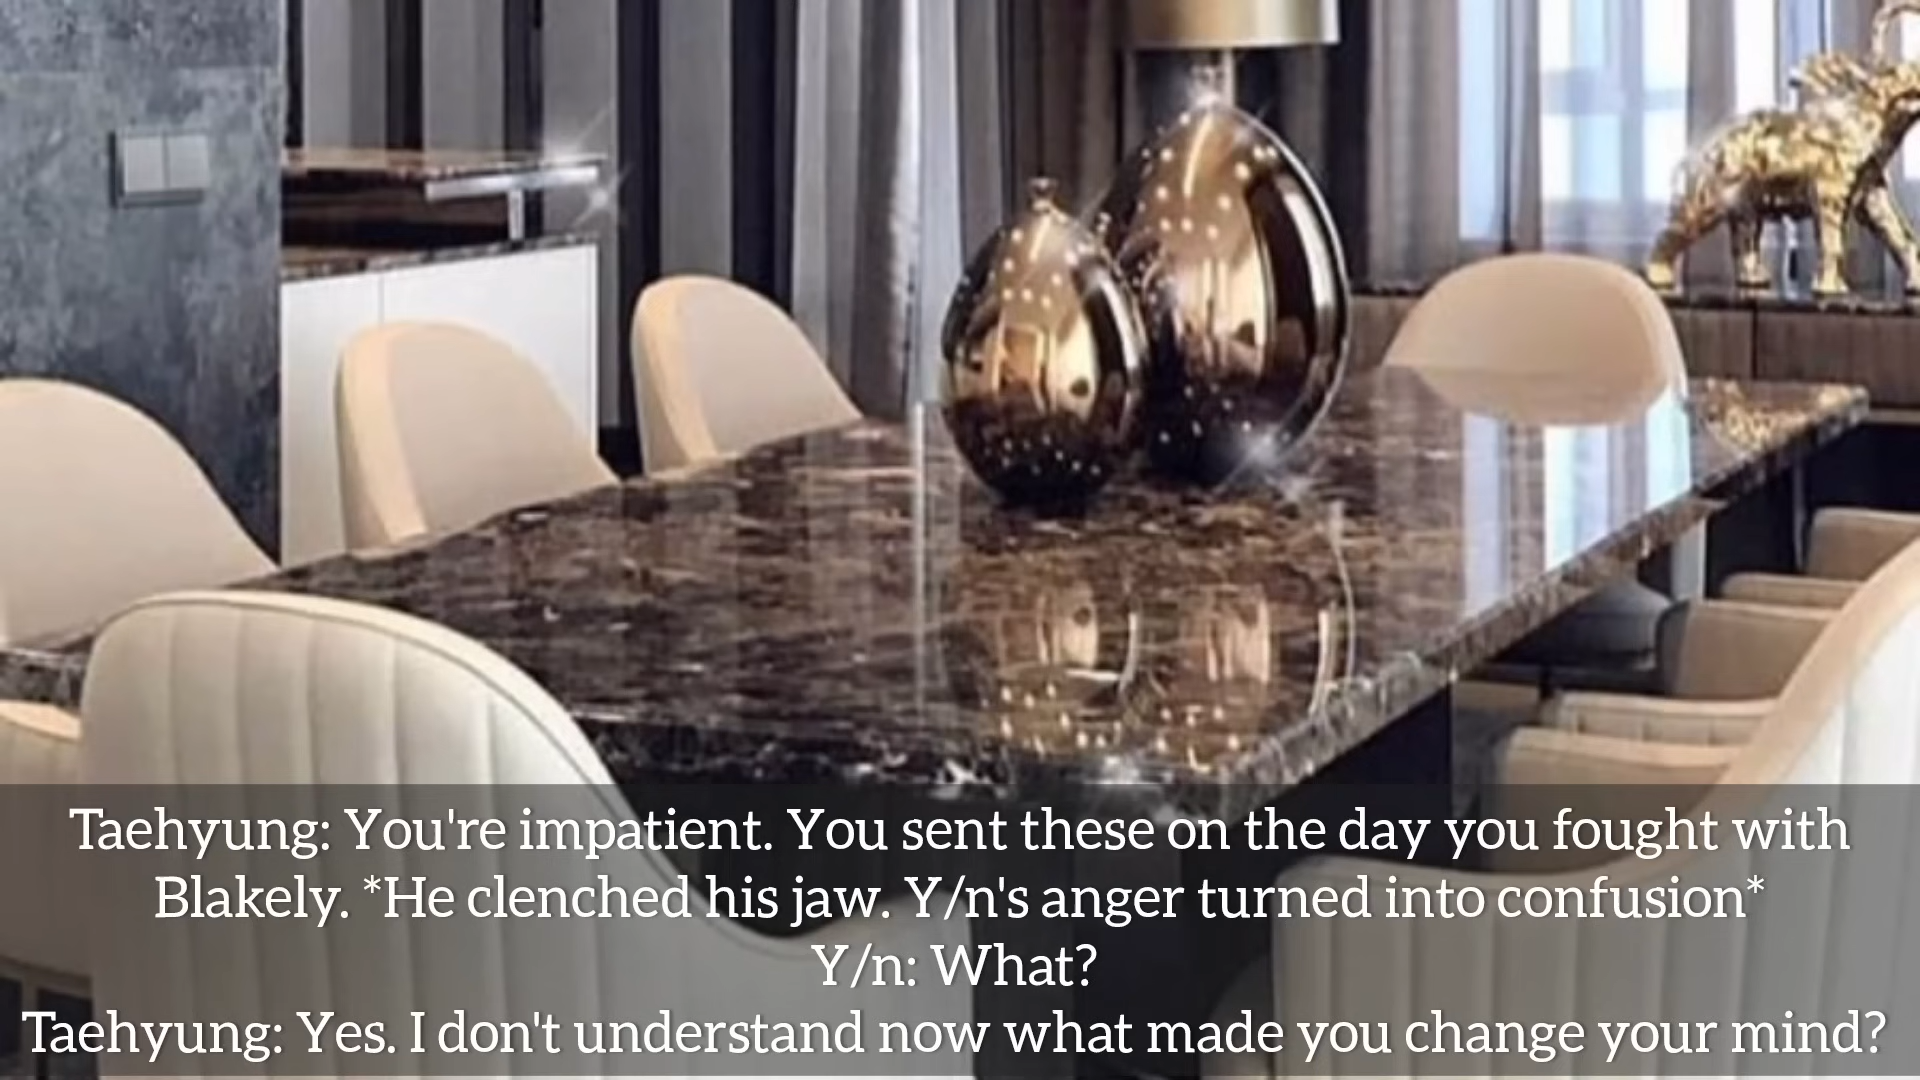 Taehyung: You're impatient. You sent these on the day you fought with
Blakely. *He clenched his jaw. Y/n's anger turned into confusion*
Y/n: What?
Taehyung: Yes. I don't understand now what made you change your mind?